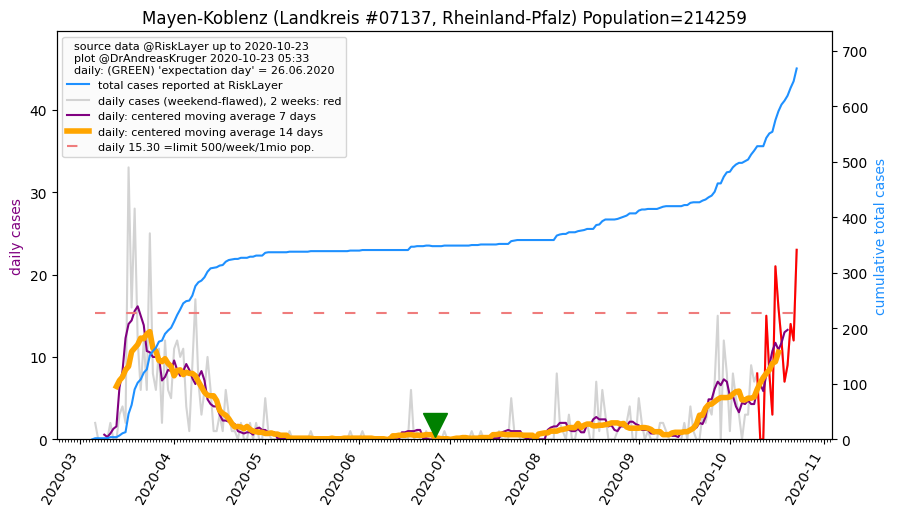 Mayen-Koblenz (Landkreis #07137, Rheinland-Pfalz) Population=214259
source data @RiskLayer up to 2020-10-23
plot @DrAndreasKruger 2020-10-23 05:33
daily: (GREEN) 'expectation day' = 26.06.2020
total cases reported at RiskLayer
daily cases (weekend-flawed), 2 weeks: red
daily: centered moving average 7 days
daily: centered moving average 14 days
daily 15.30 =limit 500/week/1mio pop.
daily cases
40
30
20
10
0
cumulative total cases
700
600
500
400
300
200
100
0
2020-03
2020-04
2020-05
2020-06
2020-07
2020-08
2020-09
2020-10
2020-11